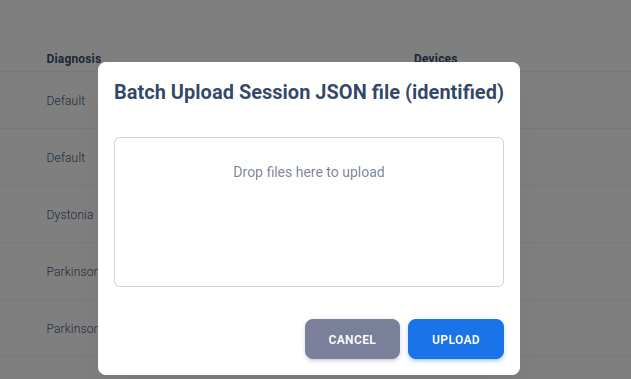 Diagnosis Devices
Batch Upload Session JSON file (identified)
Default
Drop files here to upload
Default
Dystonia
Parkinson
Parkinson
CANCEL UPLOAD